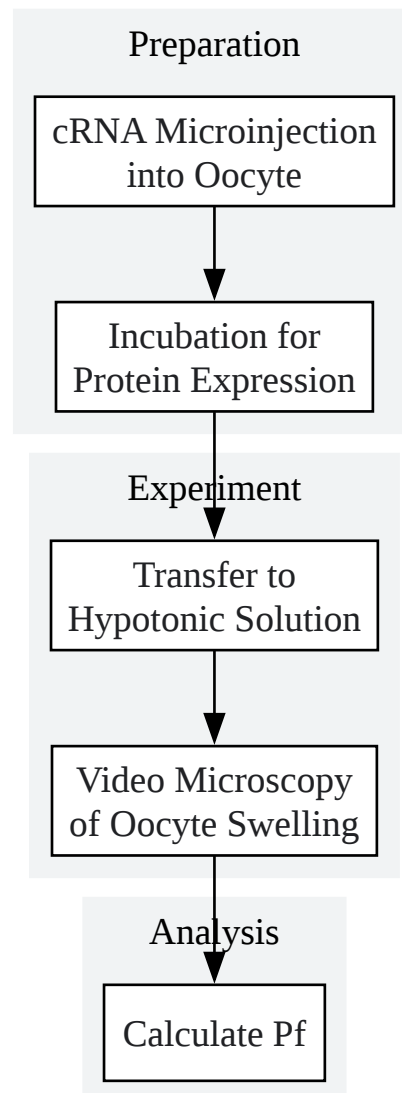 Preparation
cRNA Microinjection
into Oocyte
Incubation for
Protein Expression
Experiment
Transfer to
Hypotonic Solution
Video Microscopy
of Oocyte Swelling
Analysis
Calculate Pf